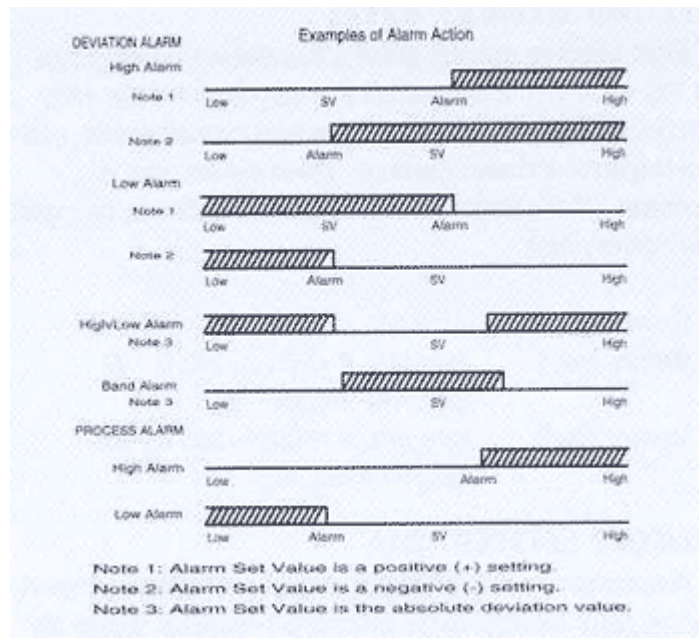 DEVIATION ALARM
Examples of Alarm Action
High Alarm
Note 1
Low SV Alarm High
Note 2
Low Alarm SV High
Low Alarm
Note 1
Low SV Alarm High
Note 2
Low Alarm SV High
High/Low Alarm
Note 3
Low SV High
Band Alarm
Note 3
Low SV High
PROCESS ALARM
High Alarm
Low Alarm High
Low Alarm
Low Alarm SV High
Note 1: Alarm Set Value is a positive (+) setting.
Note 2: Alarm Set Value is a negative (-) setting.
Note 3: Alarm Set Value is the absolute deviation value.